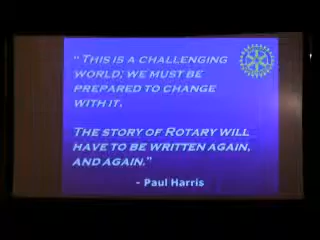 "THIS IS A CHALLENGING
WORLD; WE MUST BE
PREPARED TO CHANGE
WITH IT.
THE STORY OF ROTARY WILL
HAVE TO BE WRITTEN AGAIN,
AND AGAIN."
- Paul Harris